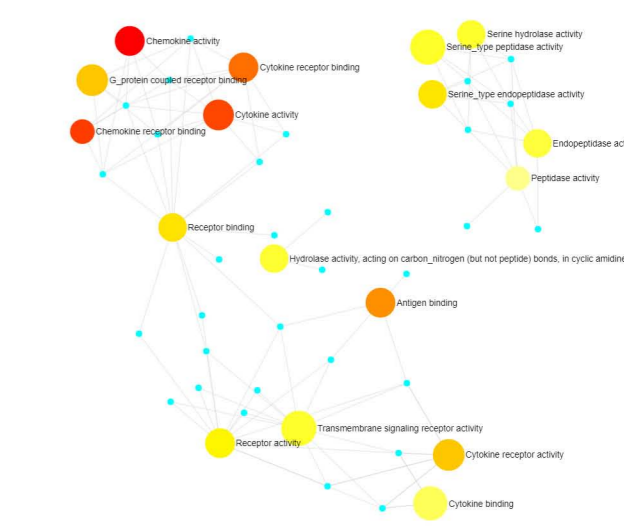 Chemokine activity
Serine hydrolase activity
Serine_type peptidase activity
Cytokine receptor binding
G_protein coupled receptor binding
Serine_type endopeptidase activity
Cytokine activity
Chemokine receptor binding
Endopeptidase act
Peptidase activity
Receptor binding
Hydrolase activity, acting on carbon_nitrogen (but not peptide) bonds, in cyclic amidine
Antigen binding
Transmembrane signaling receptor activity
Receptor activity
Cytokine receptor activity
Cytokine binding